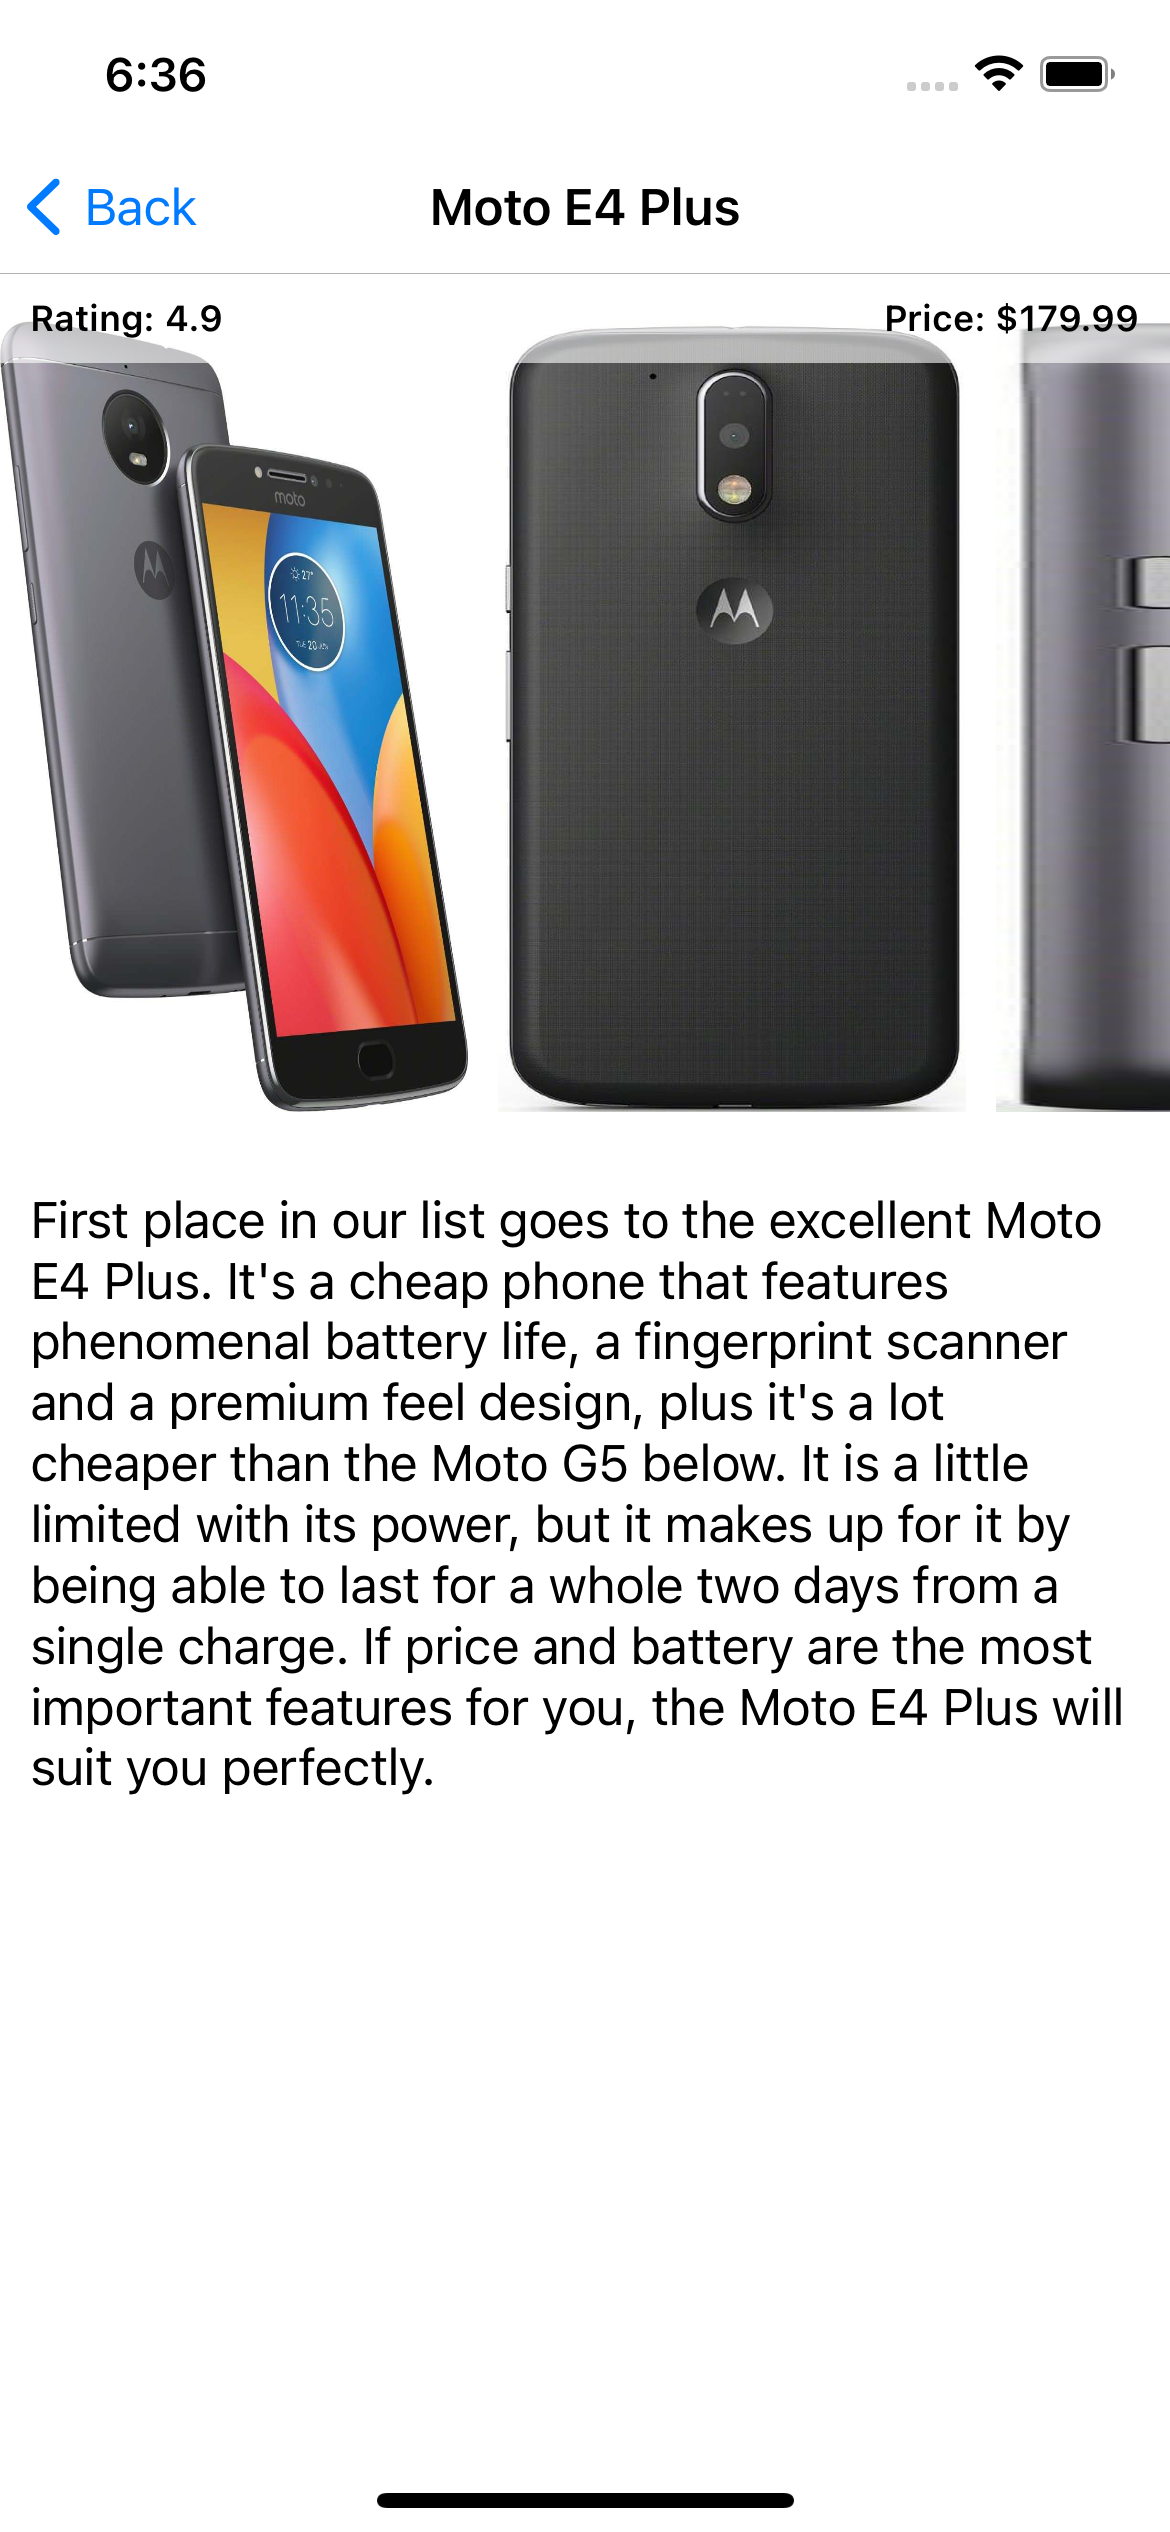 6:36
Back
Moto E4 Plus
Rating: 4.9
Price: $179.99
moto
27°
11:35
TUE 20 JUN
First place in our list goes to the excellent Moto
E4 Plus. It's a cheap phone that features
phenomenal battery life, a fingerprint scanner
and a premium feel design, plus it's a lot
cheaper than the Moto G5 below. It is a little
limited with its power, but it makes up for it by
being able to last for a whole two days from a
single charge. If price and battery are the most
important features for you, the Moto E4 Plus will
suit you perfectly.